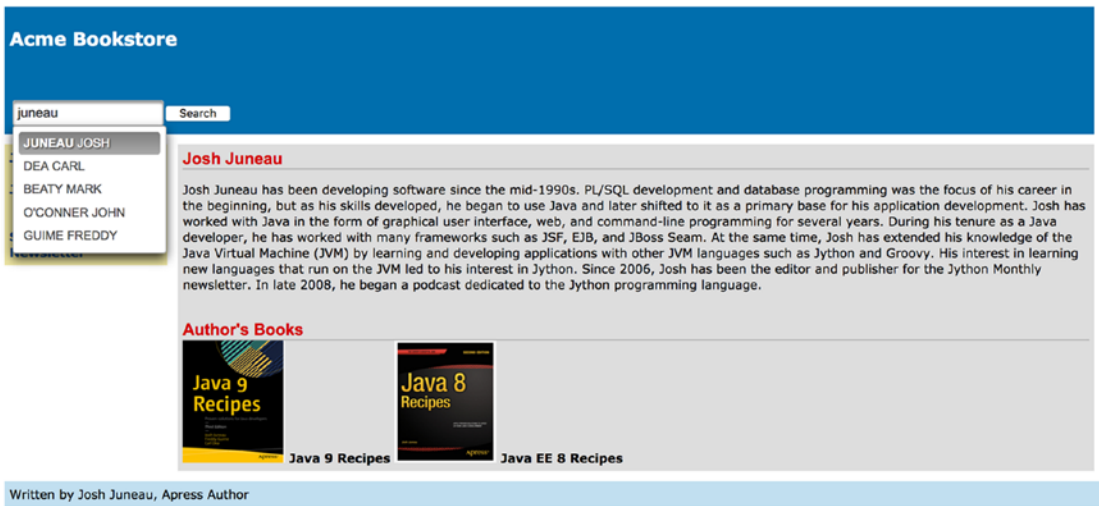 Acme Bookstore
juneau
Search
JUNEAU JOSH
DEA CARL
BEATY MARK
O'CONNER JOHN
GUIME FREDDY
Newsletter
Josh Juneau
Josh Juneau has been developing software since the mid-1990s. PL/SQL development and database programming was the focus of his career in
the beginning, but as his skills developed, he began to use Java and later shifted to it as a primary base for his application development. Josh has
worked with Java in the form of graphical user interface, web, and command-line programming for several years. During his tenure as a Java
developer, he has worked with many frameworks such as JSF, EJB, and JBoss Seam. At the same time, Josh has extended his knowledge of the
Java Virtual Machine (JVM) by learning and developing applications with other JVM languages such as Jython and Groovy. His interest in learning
new languages that run on the JVM led to his interest in Jython. Since 2006, Josh has been the editor and publisher for the Jython Monthly
newsletter. In late 2008, he began a podcast dedicated to the Jython programming language.
Author's Books
Java 9
Recipes
Apress
Java 9 Recipes
Java 8
Recipes
Apress
Java EE 8 Recipes
Written by Josh Juneau, Apress Author